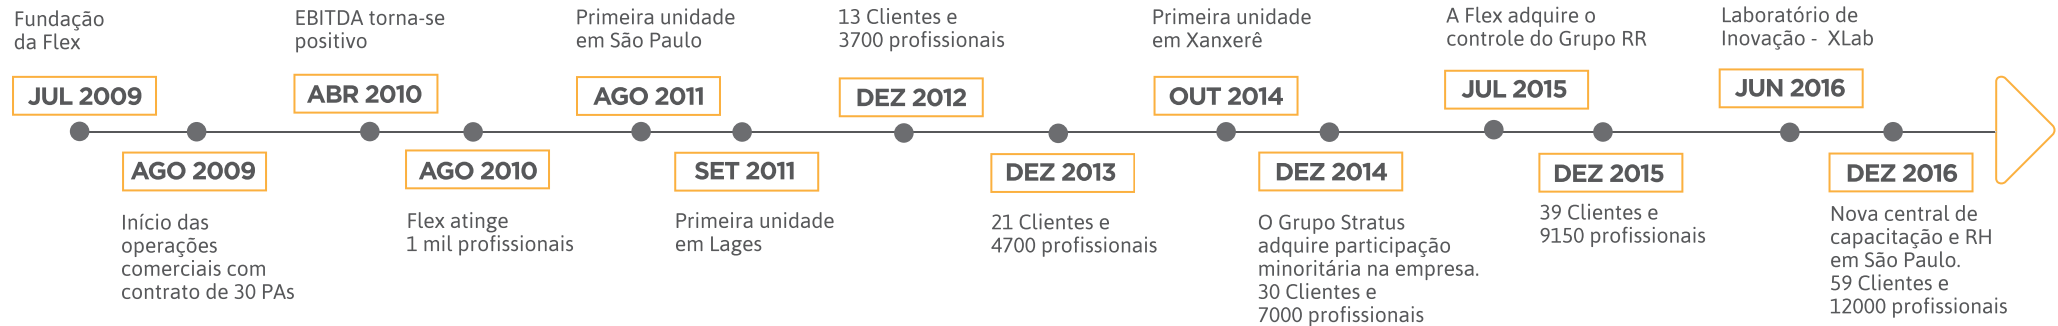 Fundação
da Flex
JUL 2009
AGO 2009
Início das
operações
comerciais com
contrato de 30 PAs
EBITDA torna-se
positivo
ABR 2010
AGO 2010
Flex atinge
1 mil profissionais
Primeira unidade
em São Paulo
AGO 2011
SET 2011
Primeira unidade
em Lages
13 Clientes e
3700 profissionais
DEZ 2012
DEZ 2013
21 Clientes e
4700 profissionais
Primeira unidade
em Xanxerê
OUT 2014
DEZ 2014
O Grupo Stratus
adquire participação
minoritária na empresa.
30 Clientes e
7000 profissionais
A Flex adquire o
controle do Grupo RR
JUL 2015
DEZ 2015
39 Clientes e
9150 profissionais
Laboratório de
Inovação - XLab
JUN 2016
DEZ 2016
Nova central de
capacitação e RH
em São Paulo.
59 Clientes e
12000 profissionais